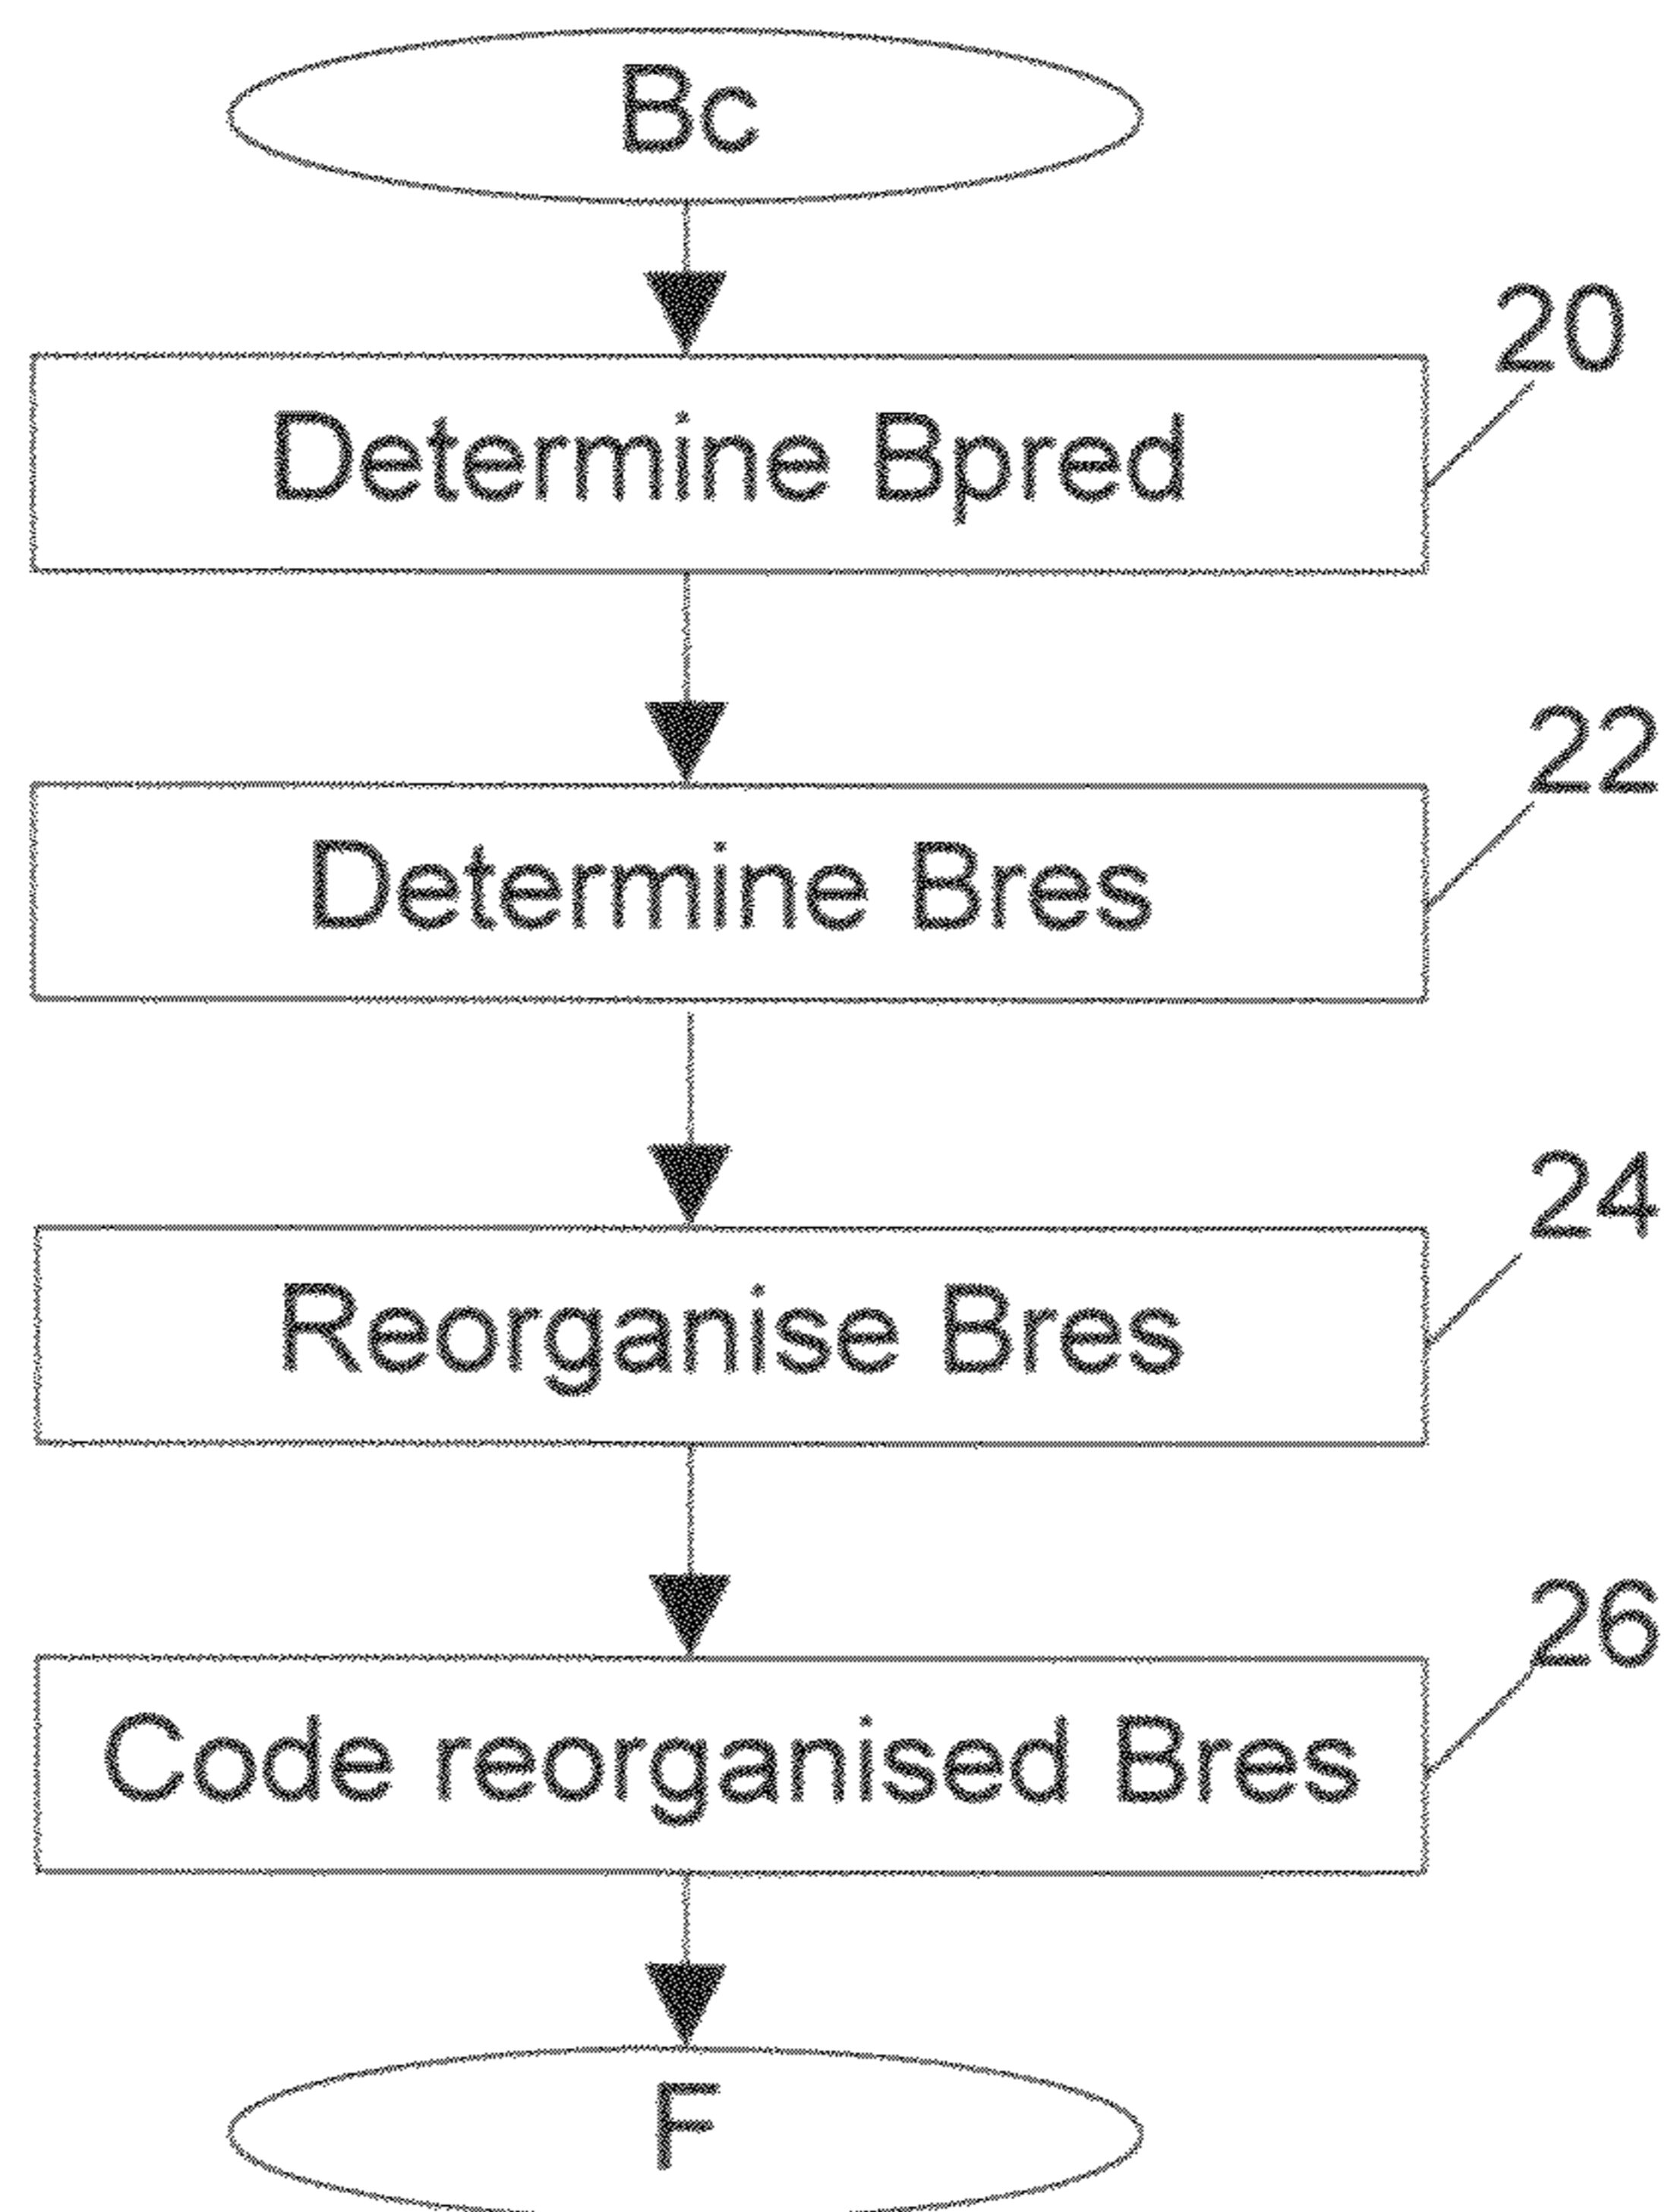 Bc
20
Determine Bpred
22
Determine Bres
24
Reorganise Bres
26
Code reorganised Bres
F